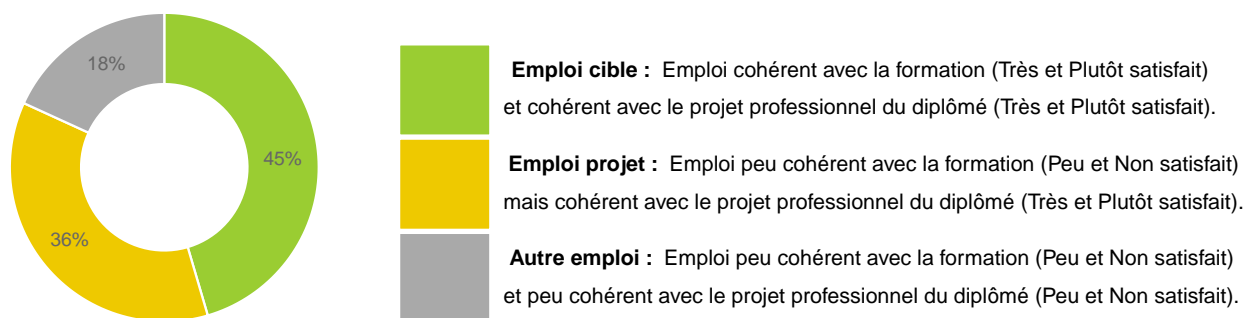 18%
45%
36%
Emploi cible : Emploi cohérent avec la formation (Très et Plutôt satisfait)
et cohérent avec le projet professionnel du diplômé (Très et Plutôt satisfait).
Emploi projet : Emploi peu cohérent avec la formation (Peu et Non satisfait)
mais cohérent avec le projet professionnel du diplômé (Très et Plutôt satisfait).
Autre emploi : Emploi peu cohérent avec la formation (Peu et Non satisfait)
et peu cohérent avec le projet professionnel du diplômé (Peu et Non satisfait).